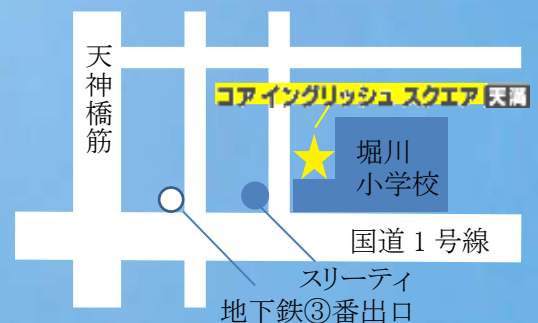 天神橋筋
コア イングリッシュ スクエア 天満
堀川
小学校
国道1号線
スリーティ
地下鉄③番出口